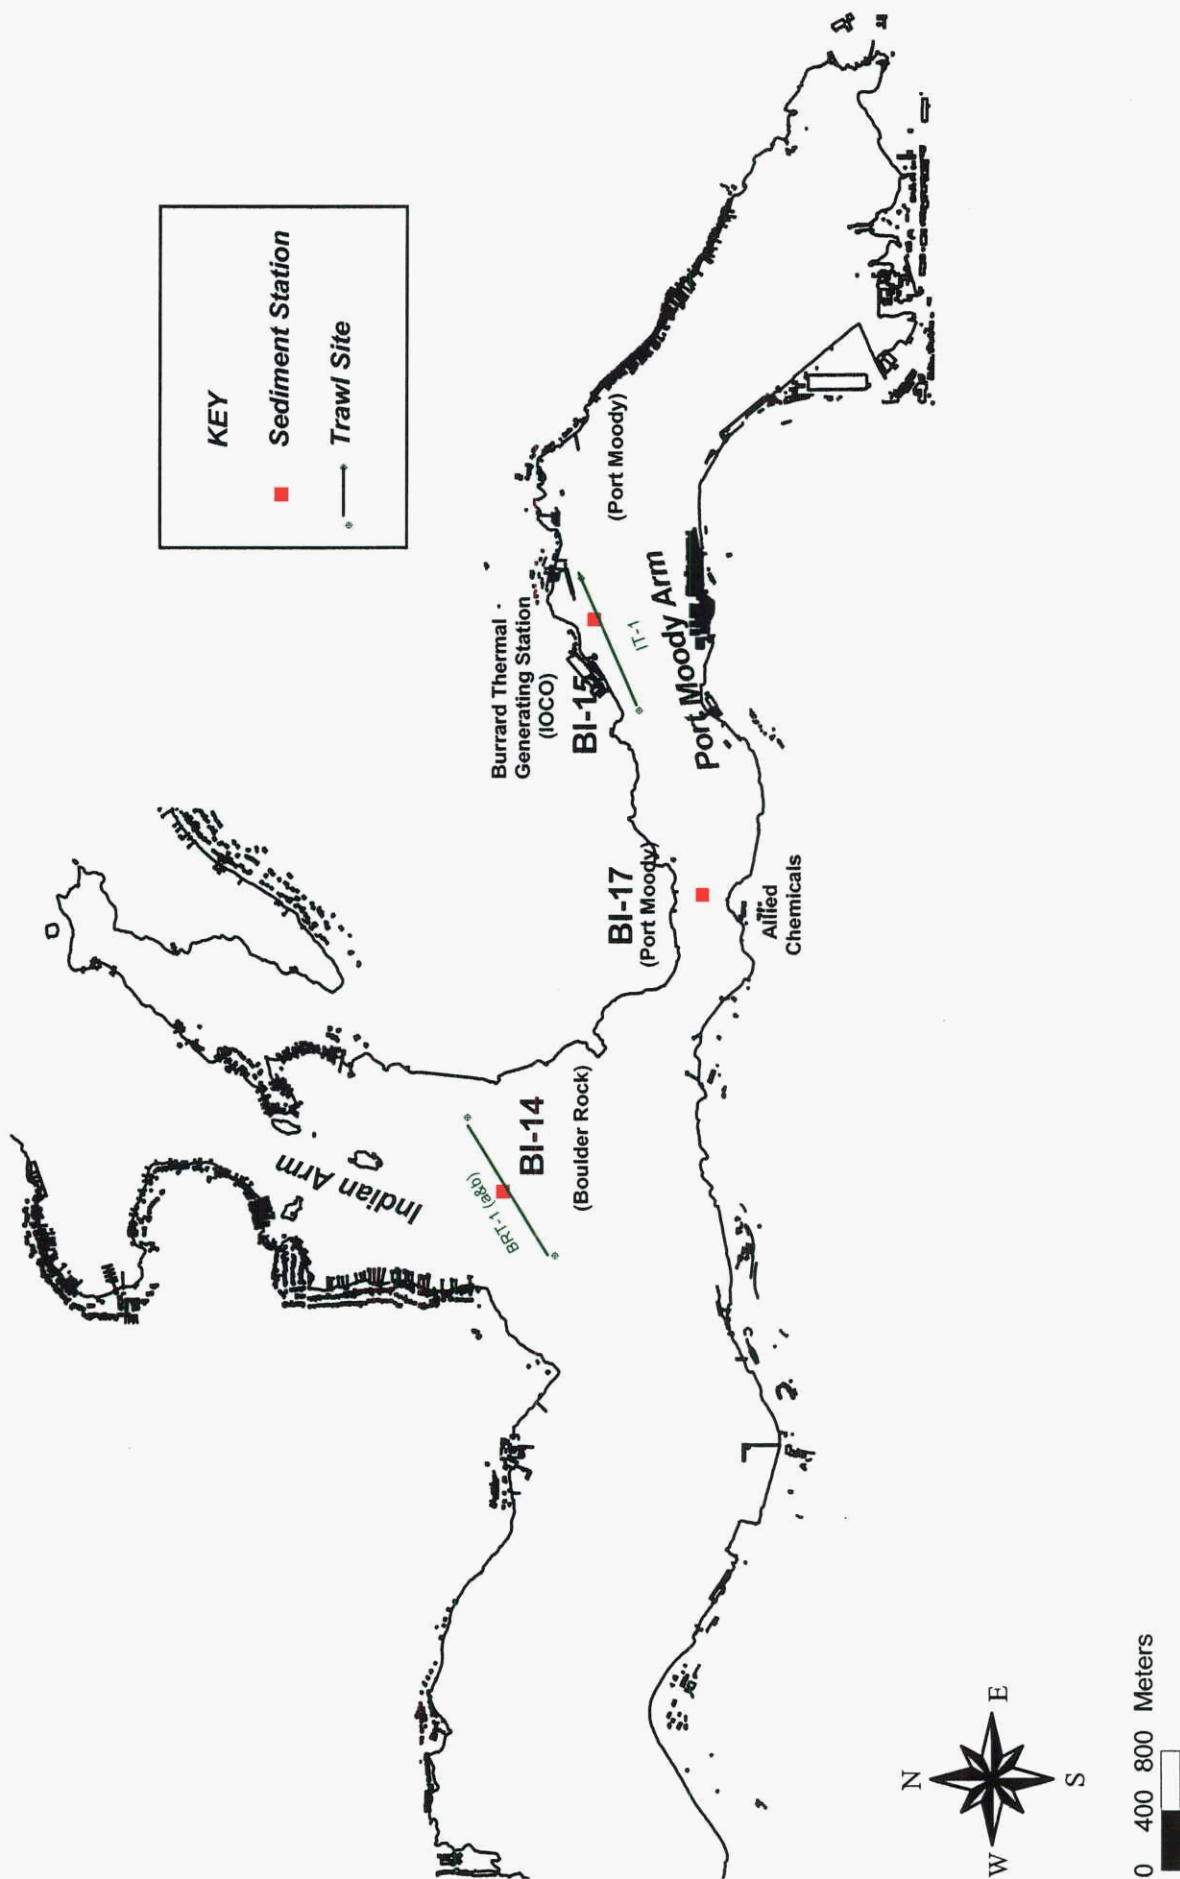 KEY
Sediment Station
Trawl Site
Indian Arm
BRT-1 (a&b)
BI-14
(Boulder Rock)
Burrard Thermal
Generating Station
(IOCO)
BI-15
IT-1
(Port Moody)
Port Moody Arm
BI-17
(Port Moody)
Allied
Chemicals
N
W
E
S
0 400 800 Meters